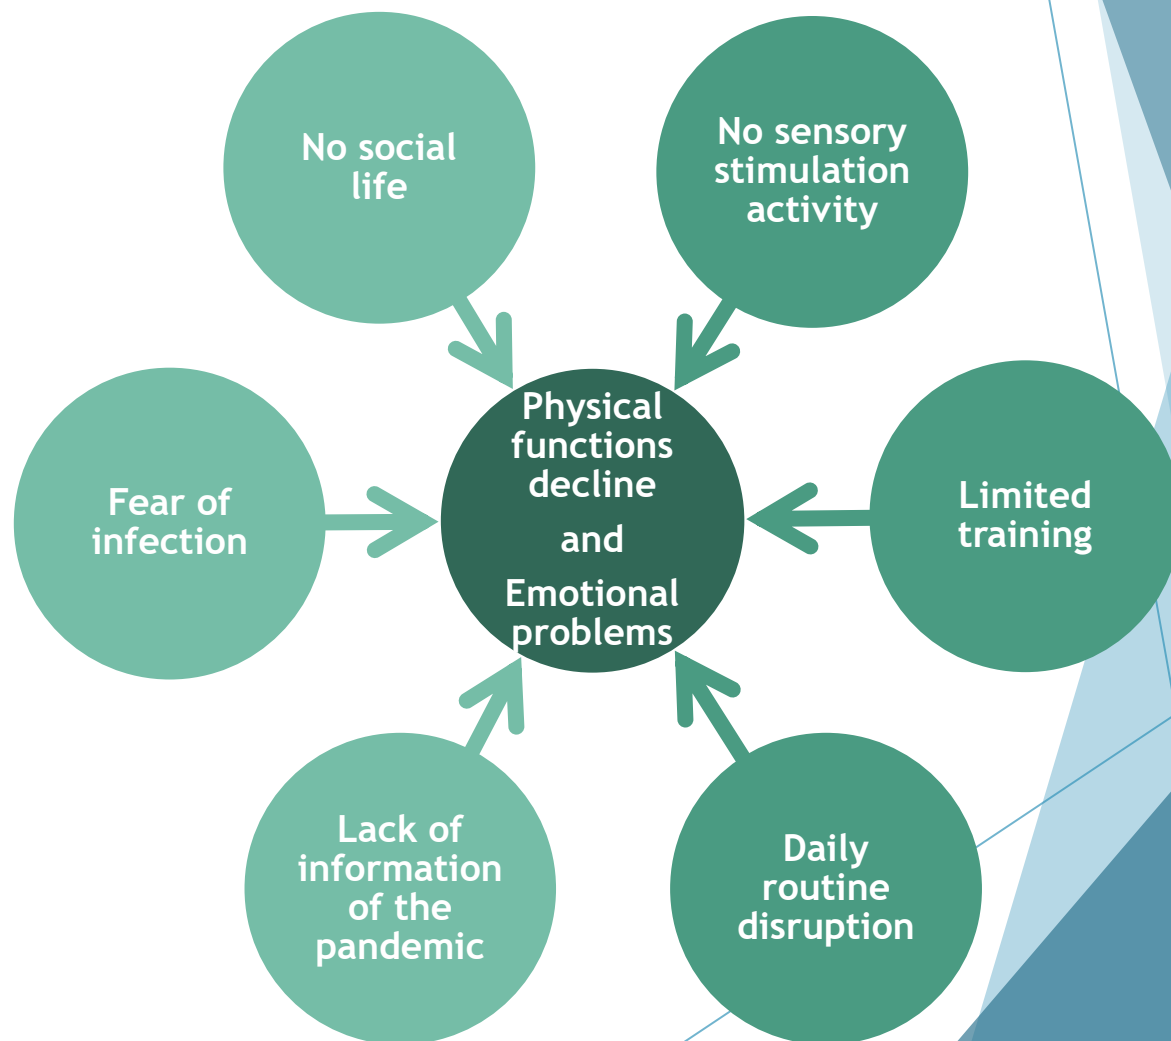 No social
life
No sensory
stimulation
activity
Fear of
infection
Physical
functions
decline
and
Emotional
problems
Limited
training
Lack of
information
of the
pandemic
Daily
routine
disruption